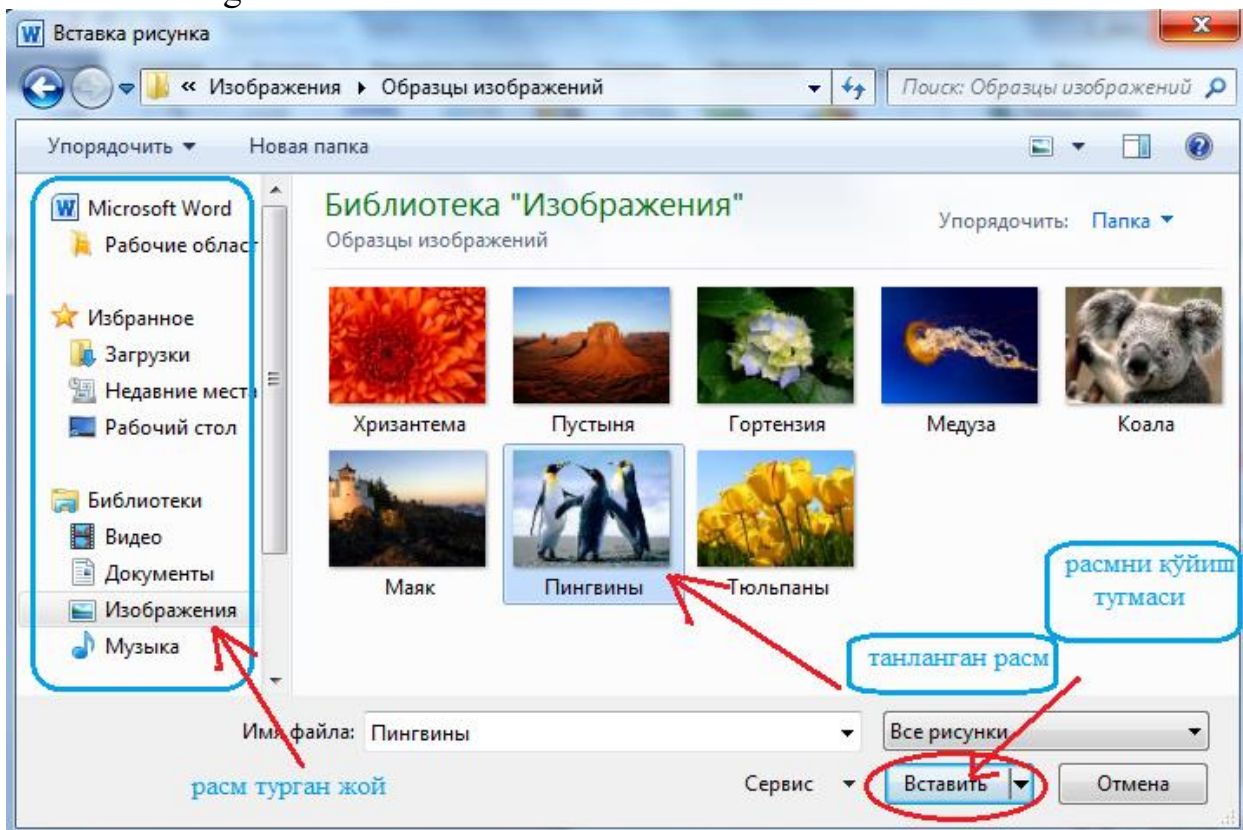 g
Вставка рисунка
« Изображения Образцы изображений
Поиск: Образцы изображений
Упорядочить Новая папка
Microsoft Word
Рабочие област
Избранное
Загрузки
Недавние места
Рабочий стол
Библиотеки
Видео
Документы
Изображения
Музыка
Библиотека "Изображения"
Образцы изображений
Упорядочить: Папка
Хризантема
Пустыня
Гортензия
Медуза
Коала
Маяк
Пингвины
Тюльпаны
расмни қўйиш
тугмаси
танланган расм
Имя файла: Пингвины
Все рисунки
расм турган жой
Сервис
Вставить
Отмена